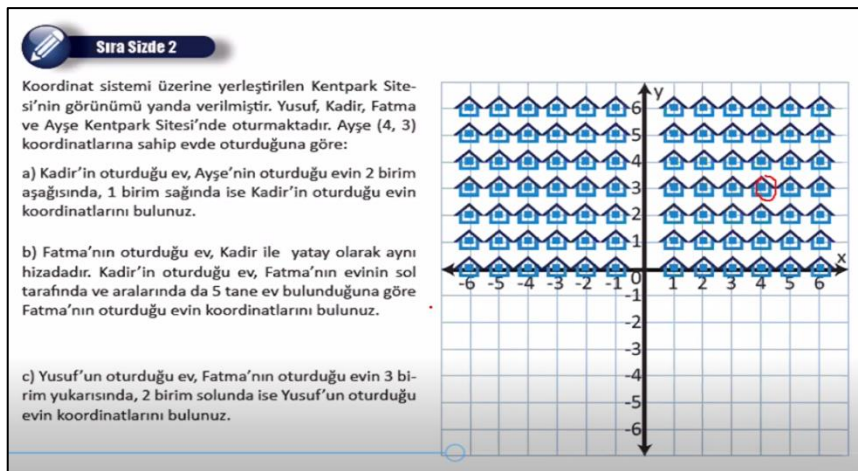 Sıra Sizde 2
Koordinat sistemi üzerine yerleştirilen Kentpark Site-
si'nin görünümü yanda verilmiştir. Yusuf, Kadir, Fatma
ve Ayşe Kentpark Sitesi'nde oturmaktadır. Ayşe (4, 3)
koordinatlarına sahip evde oturduğuna göre:
a) Kadir'in oturduğu ev, Ayşe'nin oturduğu evin 2 birim
aşağısında, 1 birim sağında ise Kadir'in oturduğu evin
koordinatlarını bulunuz.
b) Fatma'nın oturduğu ev, Kadir ile yatay olarak aynı
hizadadır. Kadir'in oturduğu ev, Fatma'nın evinin sol
tarafında ve aralarında da 5 tane ev bulunduğuna göre
Fatma'nın oturduğu evin koordinatlarını bulunuz.
c) Yusuf'un oturduğu ev, Fatma'nın oturduğu evin 3 bi-
rim yukarısında, 2 birim solunda ise Yusuf'un oturduğu
evin koordinatlarını bulunuz.
y
6
5
4
3
2
1
x
0
-6 -5 -4 -3 -2 -1 1 2 3 4 5 6
-1
-2
-3
-4
-5
-6